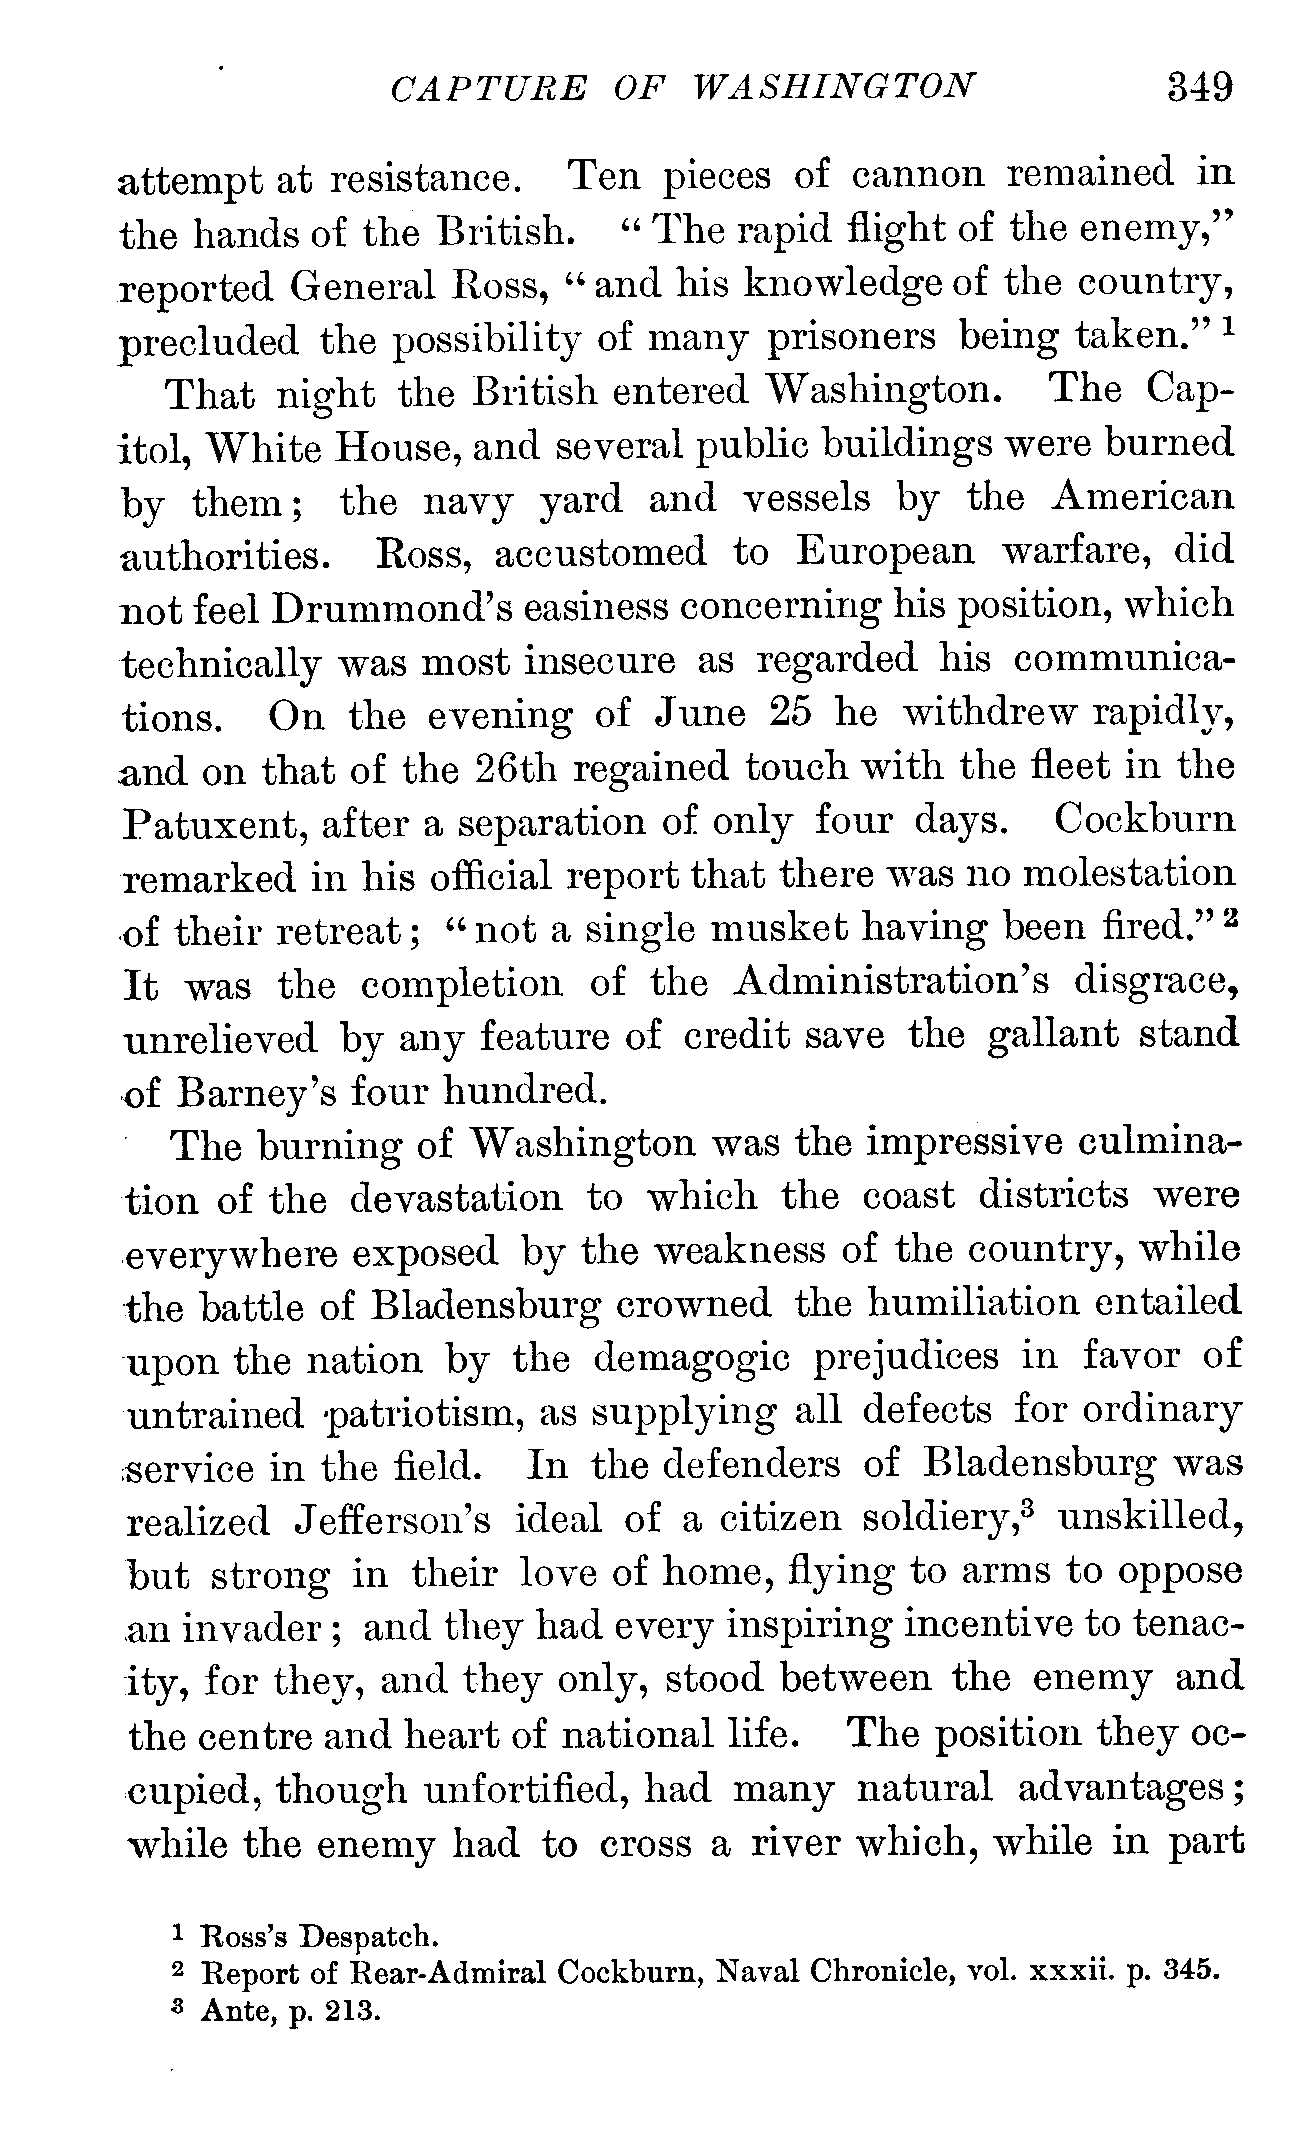 CAPTURE OF WASHINGTON 349
attempt at resistance. Ten pieces of cannon remained in
the hands of the British. “ The rapid flight of the enemy,”
reported General Ross, “ and his knowledge of the country,
precluded the possibility of many prisoners being taken.” ¹
That night the British entered Washington. The Cap-
itol, White House, and several public buildings were burned
by them ; the navy yard and vessels by the American
authorities. Ross, accustomed to European warfare, did
not feel Drummond’s easiness concerning his position, which
technically was most insecure as regarded his communica-
tions. On the evening of June 25 he withdrew rapidly,
and on that of the 26th regained touch with the fleet in the
Patuxent, after a separation of only four days. Cockburn
remarked in his official report that there was no molestation
of their retreat ; “ not a single musket having been fired.” ²
It was the completion of the Administration’s disgrace,
unrelieved by any feature of credit save the gallant stand
of Barney’s four hundred.
The burning of Washington was the impressive culmina-
tion of the devastation to which the coast districts were
everywhere exposed by the weakness of the country, while
the battle of Bladensburg crowned the humiliation entailed
upon the nation by the demagogic prejudices in favor of
untrained patriotism, as supplying all defects for ordinary
service in the field. In the defenders of Bladensburg was
realized Jefferson’s ideal of a citizen soldiery,³ unskilled,
but strong in their love of home, flying to arms to oppose
an invader ; and they had every inspiring incentive to tenac-
ity, for they, and they only, stood between the enemy and
the centre and heart of national life. The position they oc-
cupied, though unfortified, had many natural advantages ;
while the enemy had to cross a river which, while in part
¹ Ross’s Despatch.
² Report of Rear-Admiral Cockburn, Naval Chronicle, vol. xxxii. p. 345.
³ Ante, p. 213.